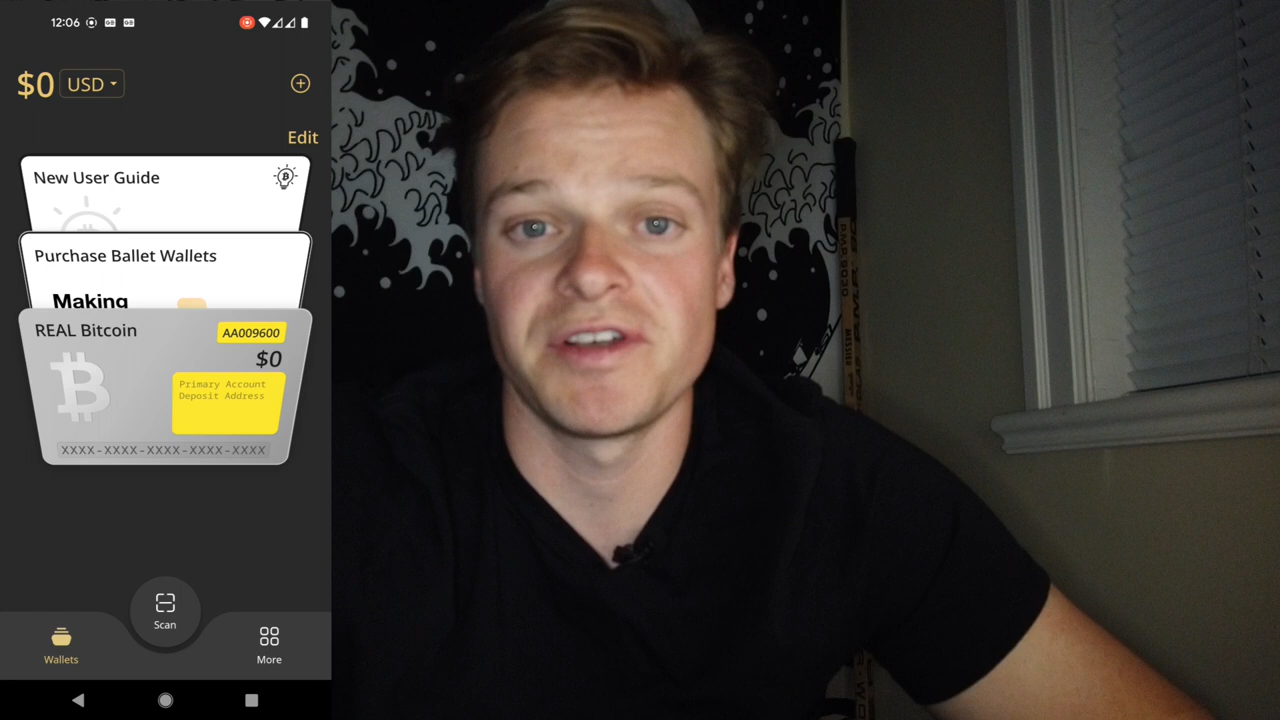 12:06
$0 USD
Edit
New User Guide
Purchase Ballet Wallets
Making
REAL Bitcoin
AA009600
$0
Primary Account
Deposit Address
XXXX-XXXX-XXXX-XXXX-XXXX
Scan
Wallets
More